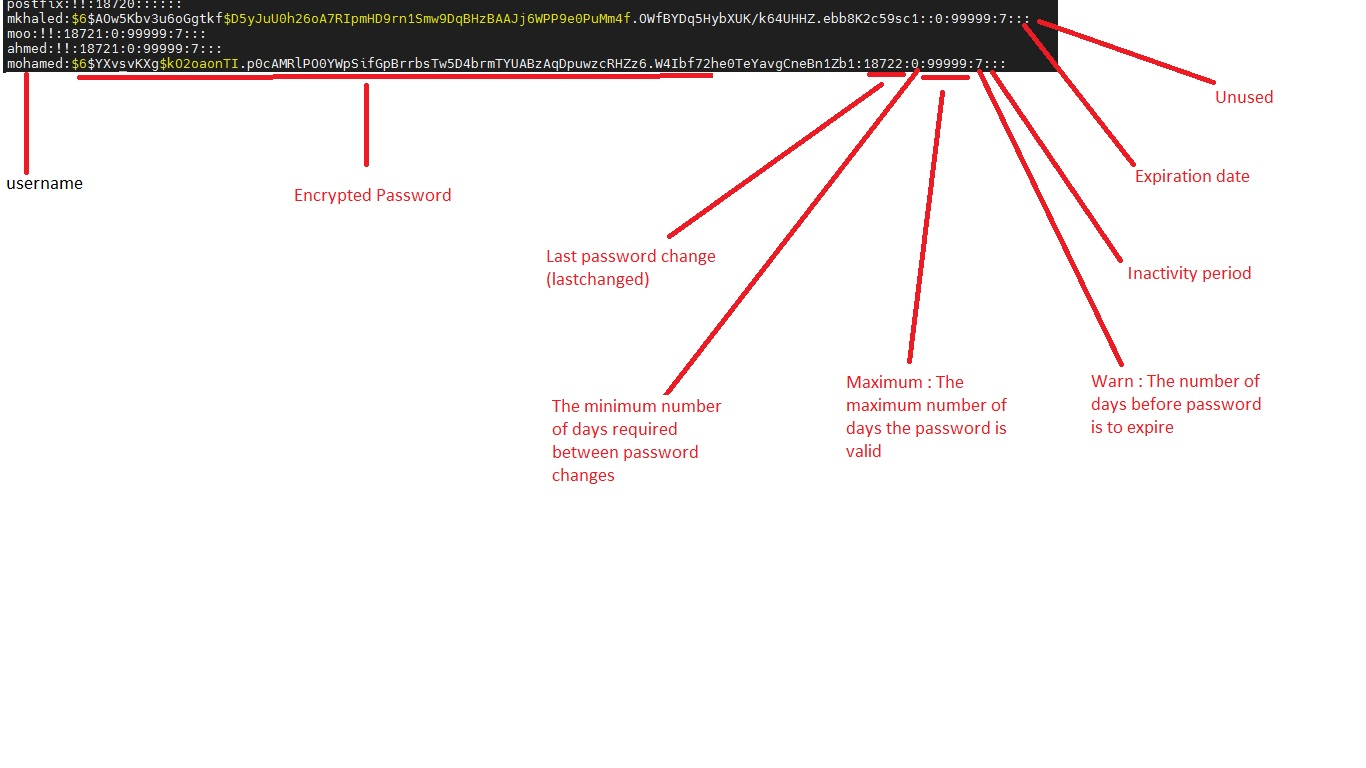 postfix:!!:18720::::::
mkhaled:$6$AOw5Kbv3u6oGgtkf$D5yJuU0h26oA7RIpmHD9rn1Smw9DqBHzBAAJj6WPP9e0PuMm4f.OWfBYDq5HybXUK/k64UHHZ.ebb8K2c59sc1::0:99999:7:::
moo:!!:18721:0:99999:7:::
ahmed:!!:18721:0:99999:7:::
mohamed:$6$YXvsvKXg$kO2oaonTI.p0cAMRlPO0YWpSifGpBrrbsTw5D4brmTYUABzAqDpuwzcRHZz6.W4Ibf72he0TeYavgCneBn1Zb1:18722:0:99999:7:::
Unused
Expiration date
username
Encrypted Password
Last password change
(lastchanged)
Inactivity period
The minimum number
of days required
between password
changes
Maximum : The
maximum number of
days the password is
valid
Warn : The number of
days before password
is to expire